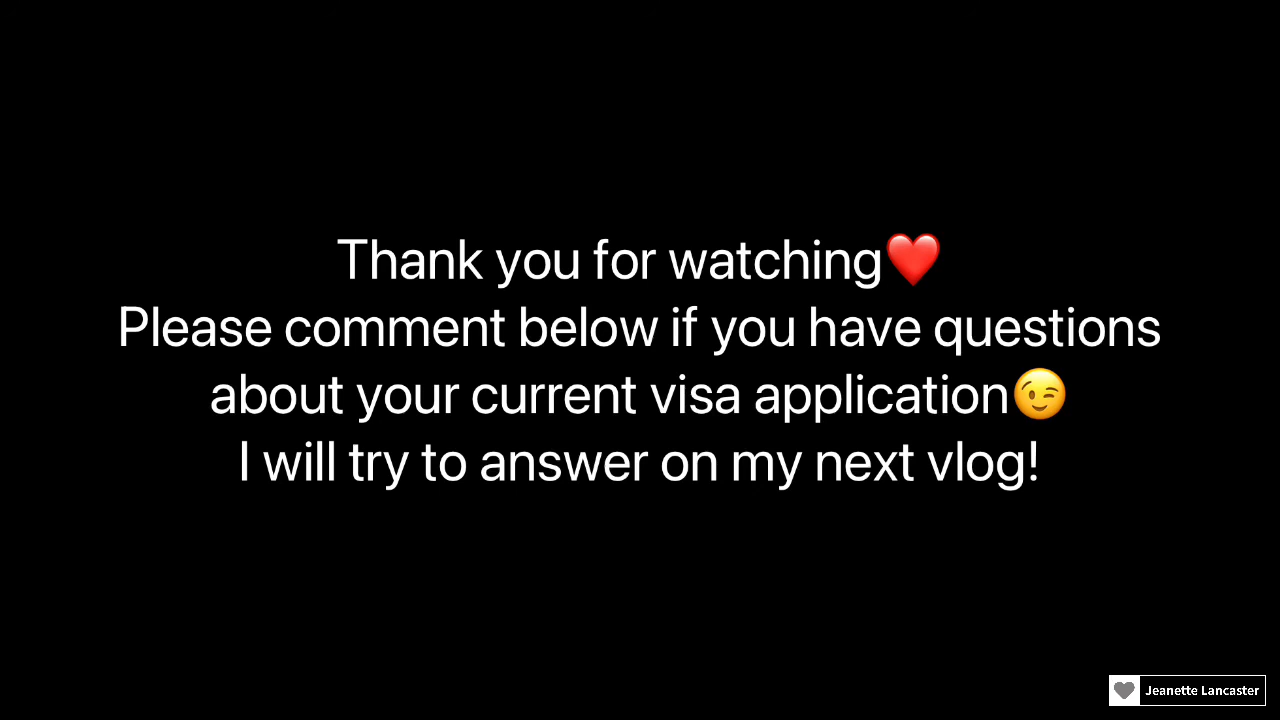 Thank you for watching❤️
Please comment below if you have questions
about your current visa application😉
I will try to answer on my next vlog!
Jeanette Lancaster